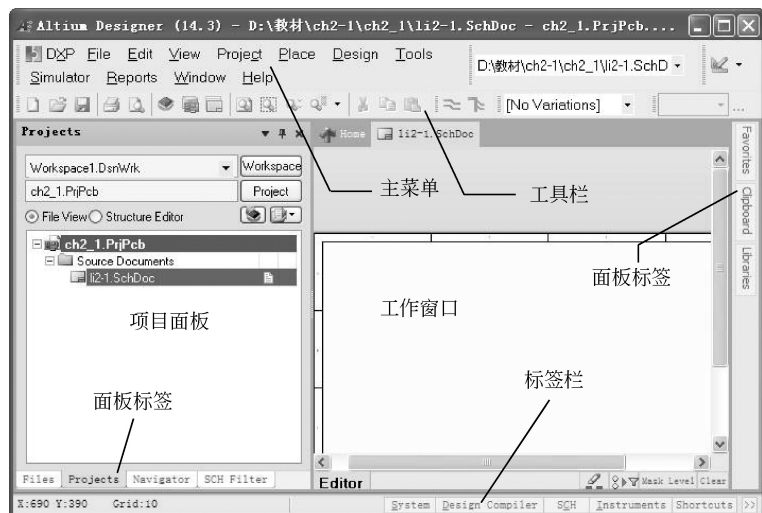 Altium Designer (14.3) - D:\教材\ch2-1\ch2_1\li2-1.SchDoc - ch2_1.PrjPcb....
DXP File Edit View Project Place Design Tools
D:\教材\ch2-1\ch2_1\li2-1.SchD
Simulator Reports Window Help
[No Variations]
...
Projects
Home
li2-1.SchDoc
Workspace1.DsnWrk
Workspace
ch2_1.PrjPcb
Project
File View
Structure Editor
主菜单
工具栏
Favorites
Clipboard
Libraries
ch2_1.PrjPcb
Source Documents
li2-1.SchDoc
面板标签
工作窗口
项目面板
标签栏
面板标签
Files Projects Navigator SCH Filter
Editor
Mask Level Clear
X:690 Y:390 Grid:10
System Design Compiler SCH Instruments Shortcuts >>